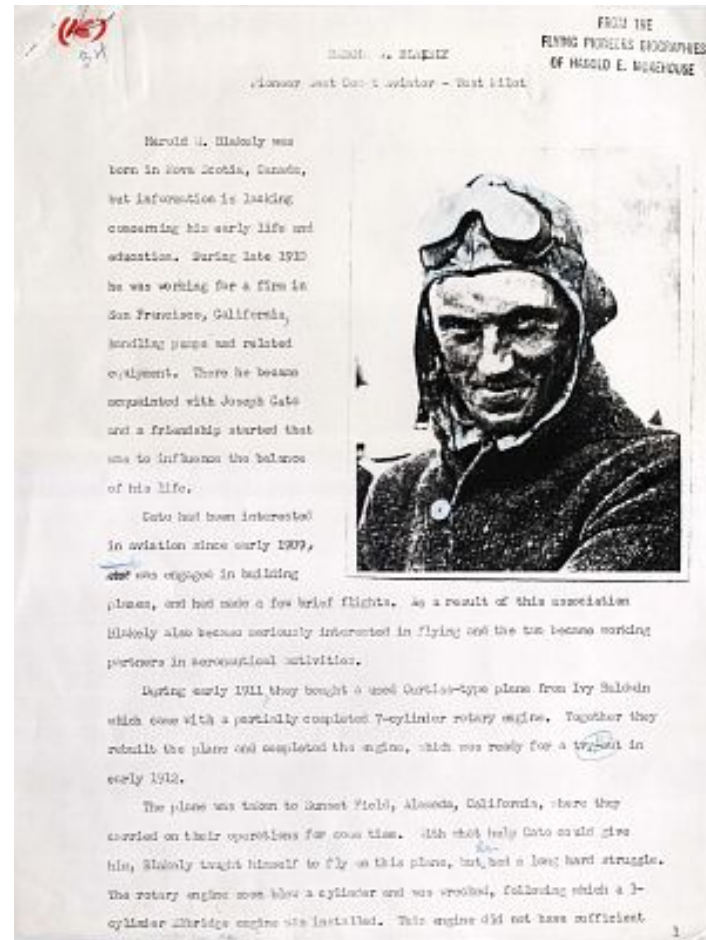 (AS)
FROM THE
FLYING PIONEERS BIOGRAPHIES
OF HAROLD E. MOREHOUSE
HAROLD BLAKELY
Pioneer West Coast Aviator - Test Pilot
Harold Blakely was
born in Nova Scotia, Canada,
but information is lacking
concerning his early life and
education. During late 1910
he was working for a firm in
San Francisco, California,
handling pumps and related
equipment. There he became
acquainted with Joseph Cato
and a friendship started that
was to influence the balance
of his life.
Cato had been interested
in aviation since early 1909,
was engaged in building
planes, and had made a few brief flights. As a result of this association
Blakely also became seriously interested in flying and the two became working
partners in aeronautical activities.
During early 1911, they bought a used Curtiss-type plane from Ivy Baldwin
which came with a partially completed 7-cylinder rotary engine. Together they
rebuilt the plane and completed the engine, which was ready for a try-out in
early 1912.
The plane was taken to Sunset Field, Alameda, California, where they
carried on their operations for some time. With what help Cato could give
him, Blakely taught himself to fly on this plane, but had a long hard struggle.
The rotary engine soon blew a cylinder and was wrecked, following which a 3-
cylinder Elbridge engine was installed. This engine did not have sufficient
1